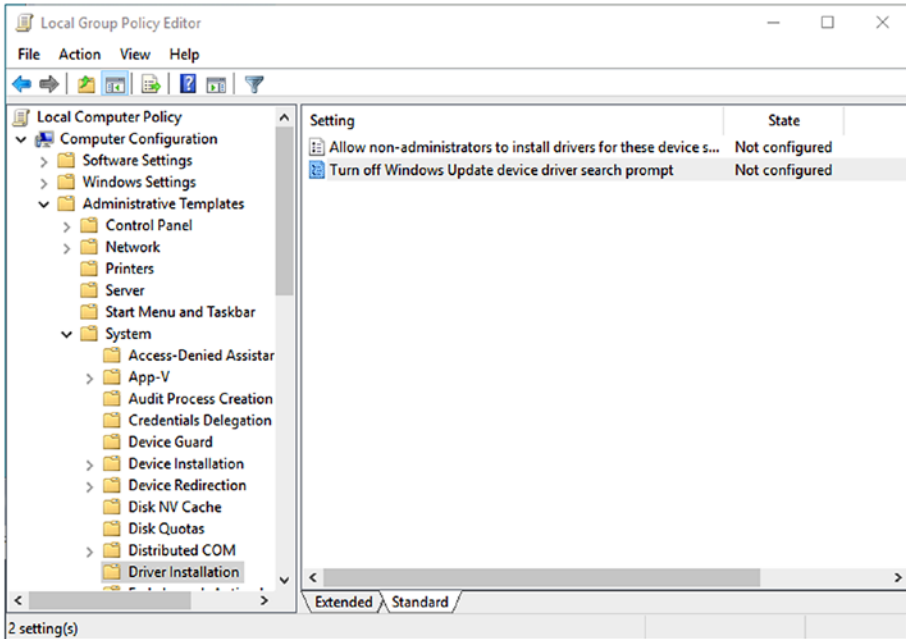 Local Group Policy Editor
File Action View Help
Local Computer Policy
Computer Configuration
Software Settings
Windows Settings
Administrative Templates
Control Panel
Network
Printers
Server
Start Menu and Taskbar
System
Access-Denied Assistar
App-V
Audit Process Creation
Credentials Delegation
Device Guard
Device Installation
Device Redirection
Disk NV Cache
Disk Quotas
Distributed COM
Driver Installation
Setting State
Allow non-administrators to install drivers for these device s... Not configured
Turn off Windows Update device driver search prompt Not configured
Extended Standard
2 setting(s)